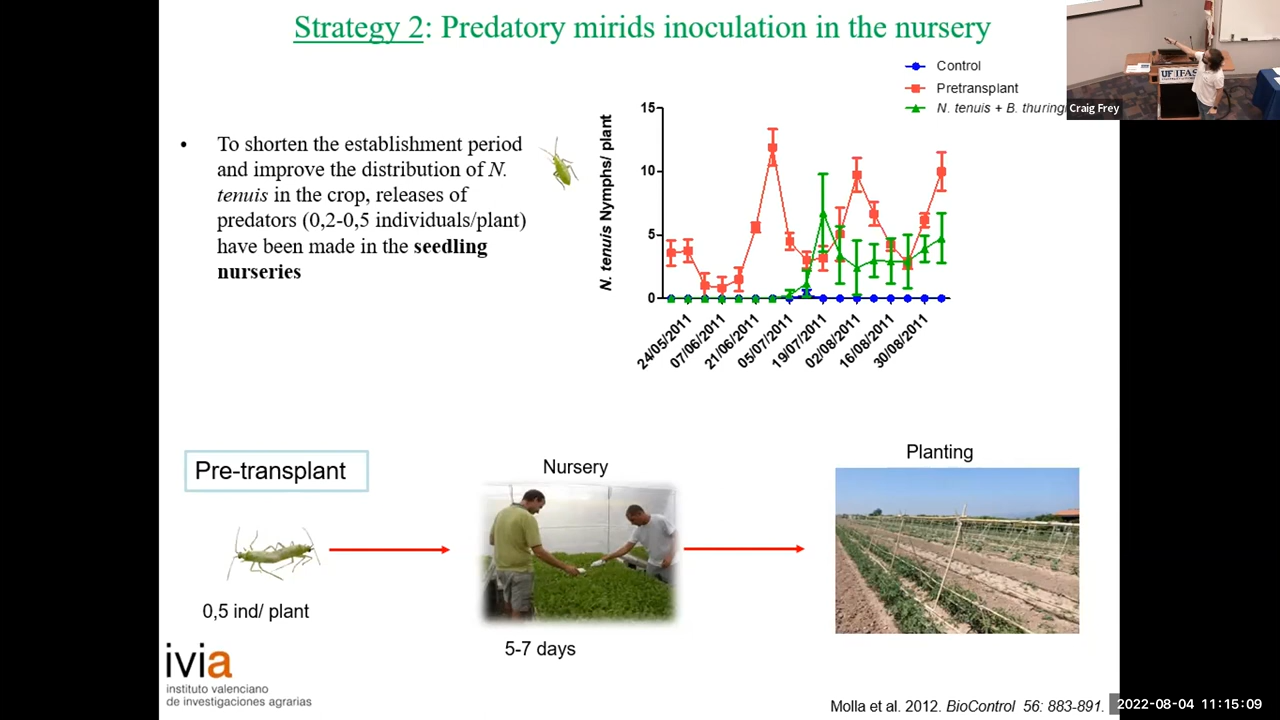 Strategy 2: Predatory mirids inoculation in the nursery
• To shorten the establishment period
and improve the distribution of N.
tenuis in the crop, releases of
predators (0,2-0,5 individuals/plant)
have been made in the seedling
nurseries
Control
Pretransplant
N. tenuis + B. thuring
N. tenuis Nymphs/ plant
15
10
5
0
24/05/2011
07/06/2011
21/06/2011
05/07/2011
19/07/2011
02/08/2011
16/08/2011
30/08/2011
UF IFAS
Craig Frey
Pre-transplant
0,5 ind/ plant
Nursery
5-7 days
Planting
ivia
instituto valenciano
de investigaciones agrarias
Molla et al. 2012. BioControl 56: 883-891.
2022-08-04 11:15:09